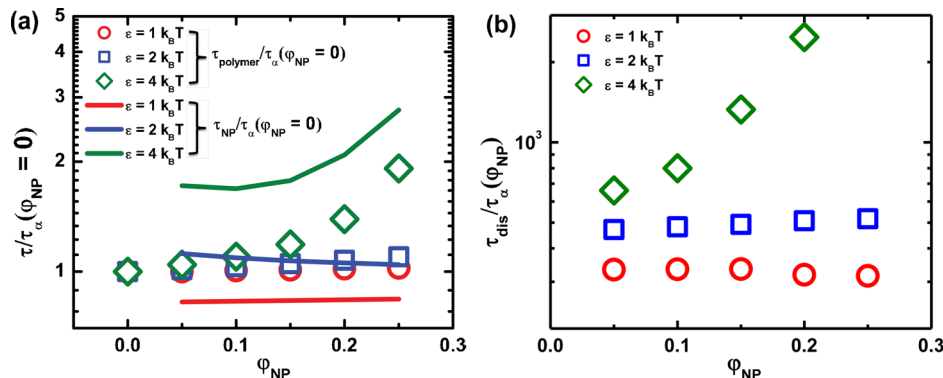 (a)
5
4
3
2
1
τ/τα(φNP = 0)
ε = 1 kBT
ε = 2 kBT
ε = 4 kBT
τpolymer/τα(φNP = 0)
ε = 1 kBT
ε = 2 kBT
ε = 4 kBT
τNP/τα(φNP = 0)
0.0 0.1 0.2 0.3
φNP
(b)
ε = 1 kBT
ε = 2 kBT
ε = 4 kBT
10³
τdis/τα(φNP)
0.0 0.1 0.2 0.3
φNP